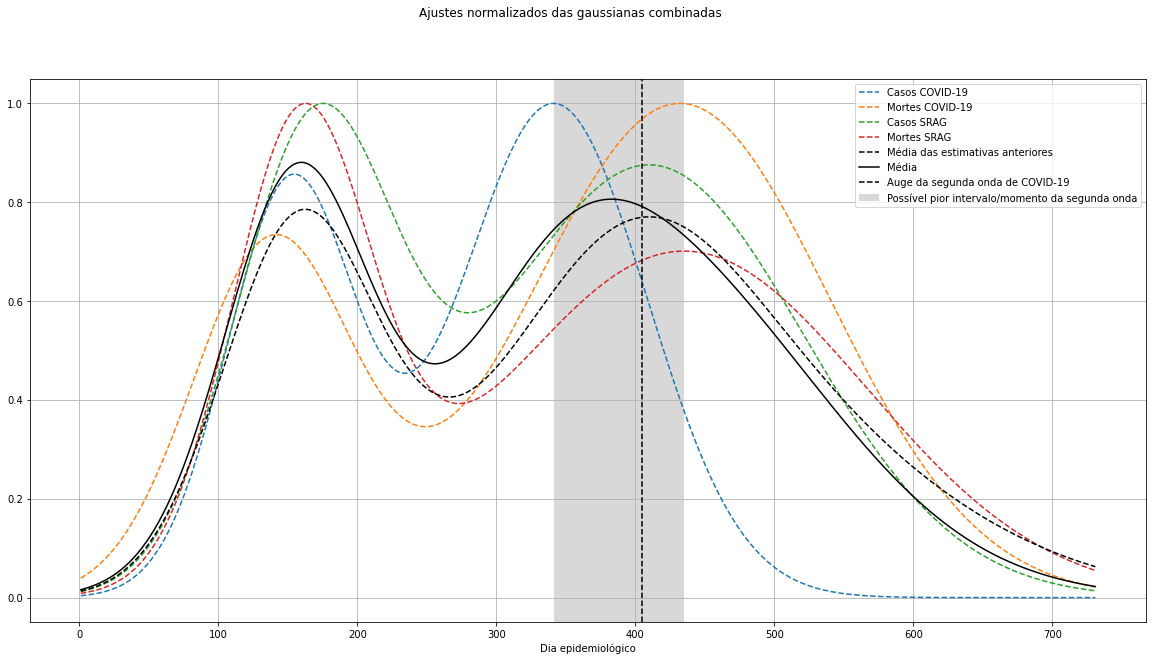 Ajustes normalizados das gaussianas combinadas
1.0
0.8
0.6
0.4
0.2
0.0
Casos COVID-19
Mortes COVID-19
Casos SRAG
Mortes SRAG
Média das estimativas anteriores
Média
Auge da segunda onda de COVID-19
Possível pior intervalo/momento da segunda onda
0 100 200 300 400 500 600 700
Dia epidemiológico